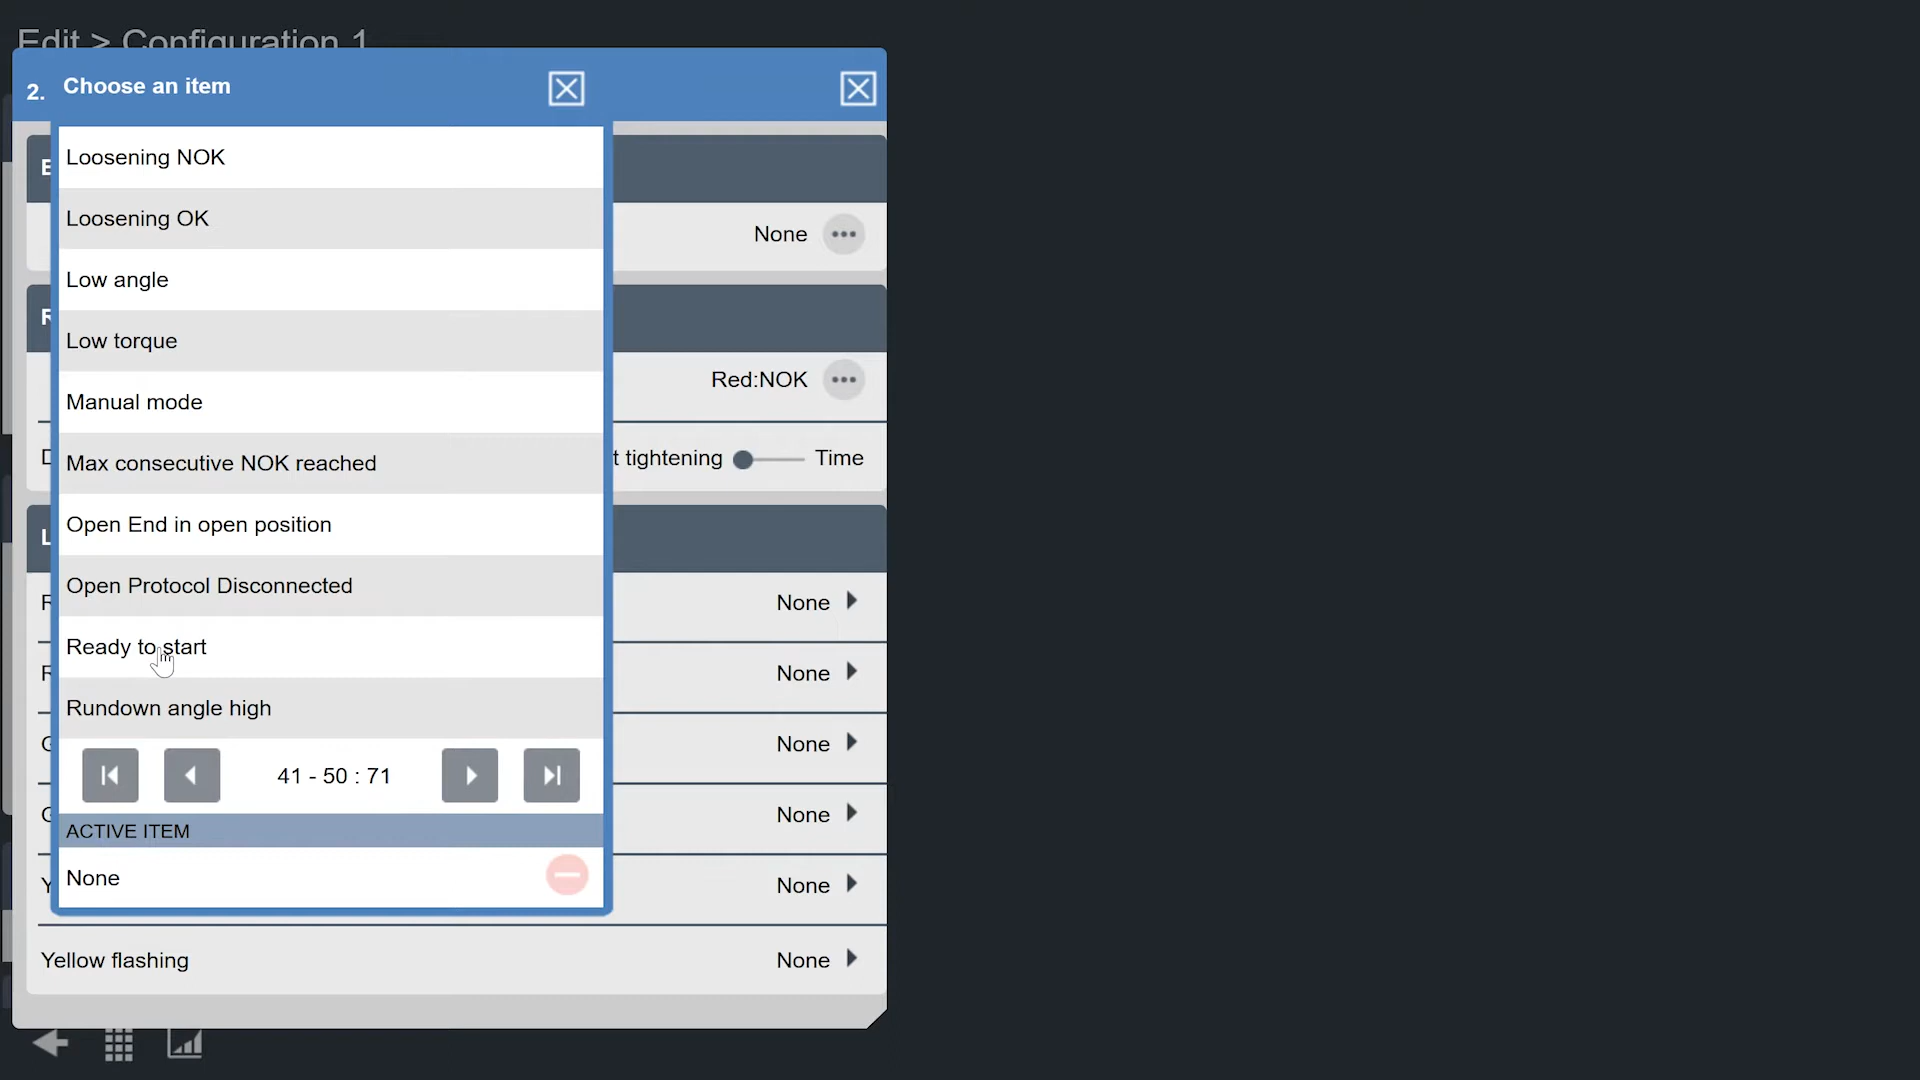 Edit > Configuration 1
2. Choose an item
Loosening NOK
Loosening OK
Low angle
Low torque
Manual mode
Max consecutive NOK reached
Open End in open position
Open Protocol Disconnected
Ready to start
Rundown angle high
41 - 50 : 71
ACTIVE ITEM
None
None
Red:NOK
t tightening Time
None
None
None
None
None
Yellow flashing None